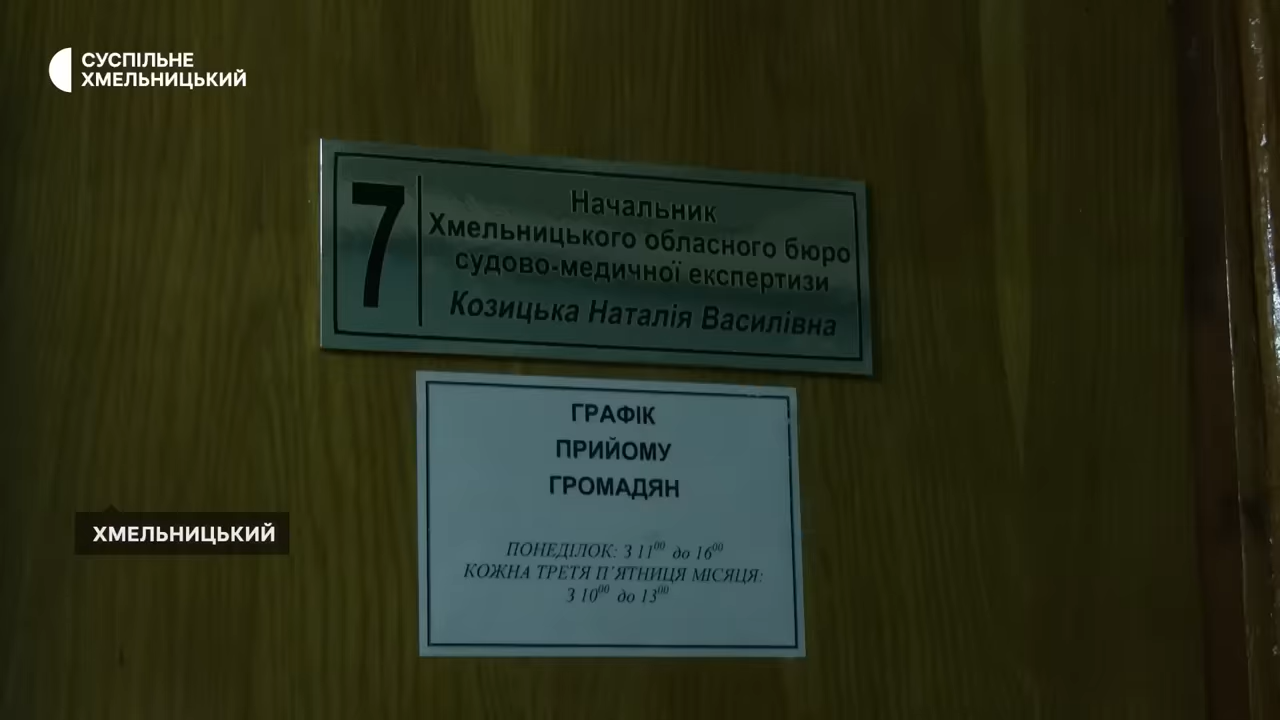 СУСПІЛЬНЕ
ХМЕЛЬНИЦЬКИЙ
7
Начальник
Хмельницького обласного бюро
судово-медичної експертизи
Козицька Наталія Василівна
ГРАФІК
ПРИЙОМУ
ГРОМАДЯН
ПОНЕДІЛОК: З 11⁰⁰ до 16⁰⁰
КОЖНА ТРЕТЯ П`ЯТНИЦЯ МІСЯЦЯ:
З 10⁰⁰ до 13⁰⁰
ХМЕЛЬНИЦЬКИЙ